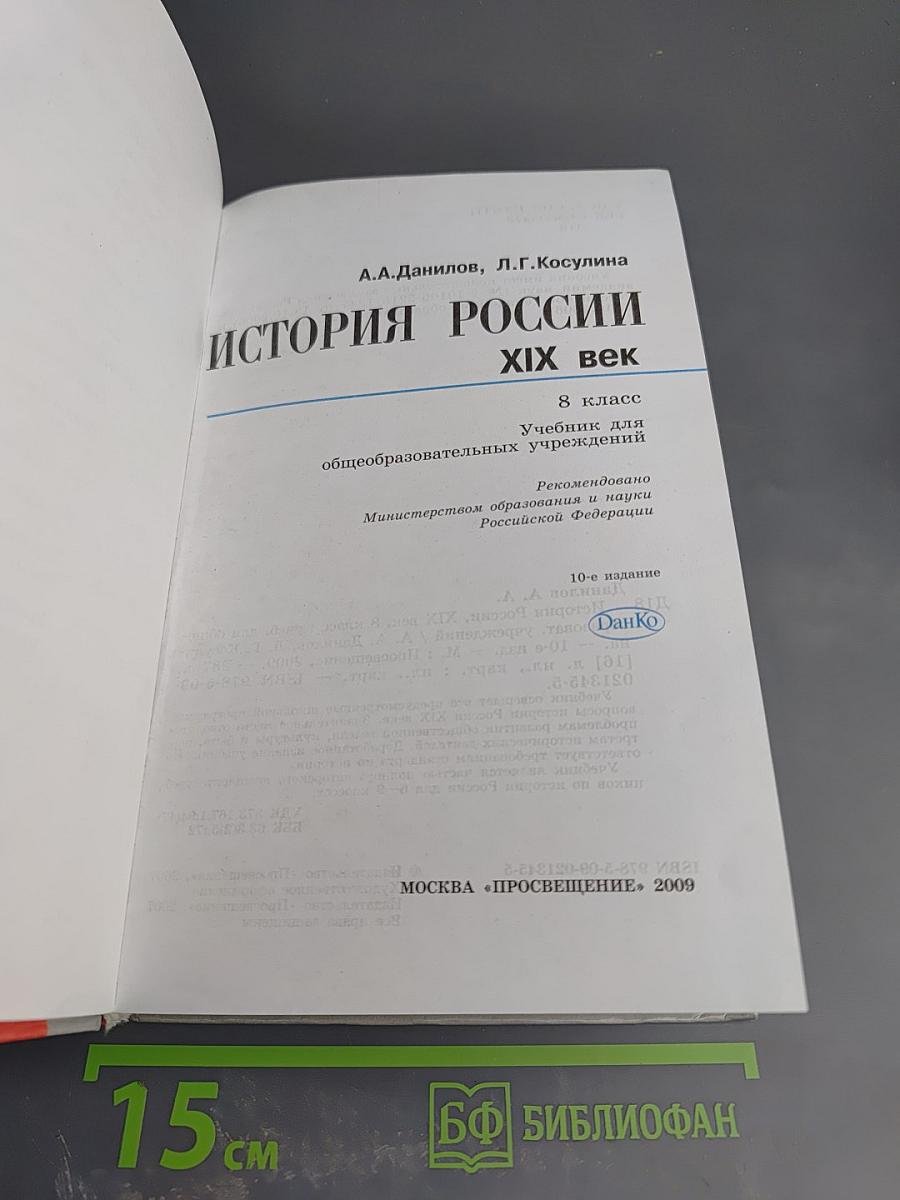 А.А.Данилов, Л.Г.Косулина
ИСТОРИЯ РОССИИ
XIX век
8 класс
Учебник для
общеобразовательных учреждений
Рекомендовано
Министерством образования и науки
Российской Федерации
10-е издание
DанКо
МОСКВА «ПРОСВЕЩЕНИЕ» 2009
15 см
БФ БИБЛИОФАН